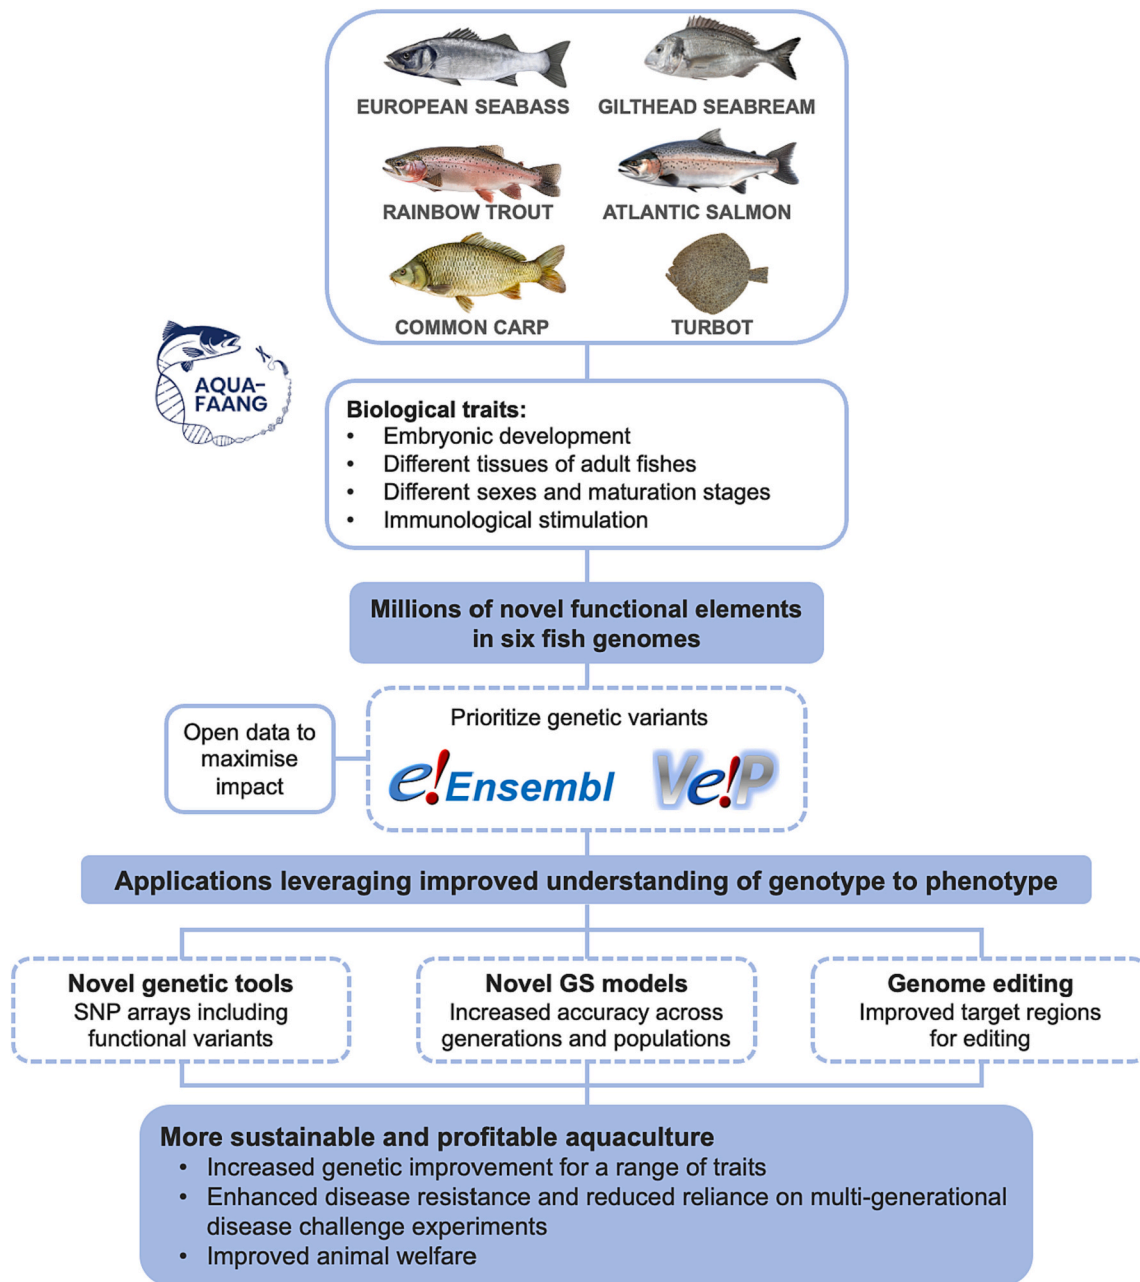 EUROPEAN SEABASS
GILTHEAD SEABREAM
RAINBOW TROUT
ATLANTIC SALMON
COMMON CARP
TURBOT
AQUA-
FAANG
Biological traits:
• Embryonic development
• Different tissues of adult fishes
• Different sexes and maturation stages
• Immunological stimulation
Millions of novel functional elements
in six fish genomes
Open data to
maximise
impact
Prioritize genetic variants
e!Ensembl
Ve!P
Applications leveraging improved understanding of genotype to phenotype
Novel genetic tools
SNP arrays including
functional variants
Novel GS models
Increased accuracy across
generations and populations
Genome editing
Improved target regions
for editing
More sustainable and profitable aquaculture
• Increased genetic improvement for a range of traits
• Enhanced disease resistance and reduced reliance on multi-generational
disease challenge experiments
• Improved animal welfare